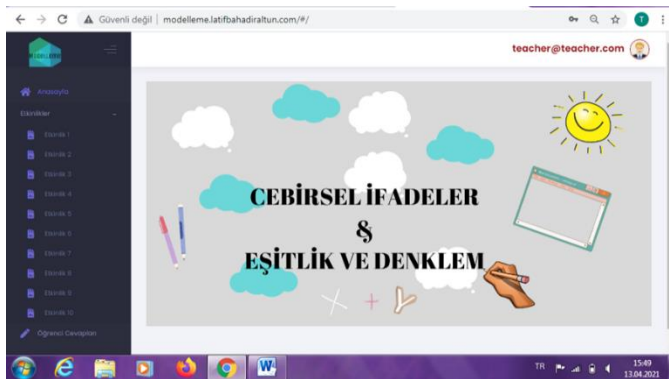 Güvenli değil | modelleme.latifbahadiraltun.com/#/
T
MODELLEME
teacher@teacher.com
Anasayfa
Etkinlikler
Etkinlik 1
Etkinlik 2
Etkinlik 3
Etkinlik 4
Etkinlik 5
Etkinlik 6
Etkinlik 7
Etkinlik 8
Etkinlik 9
Etkinlik 10
Öğrenci Cevapları
CEBİRSEL İFADELER
&
EŞİTLİK VE DENKLEM
X + y
TR
15:49
13.04.2021